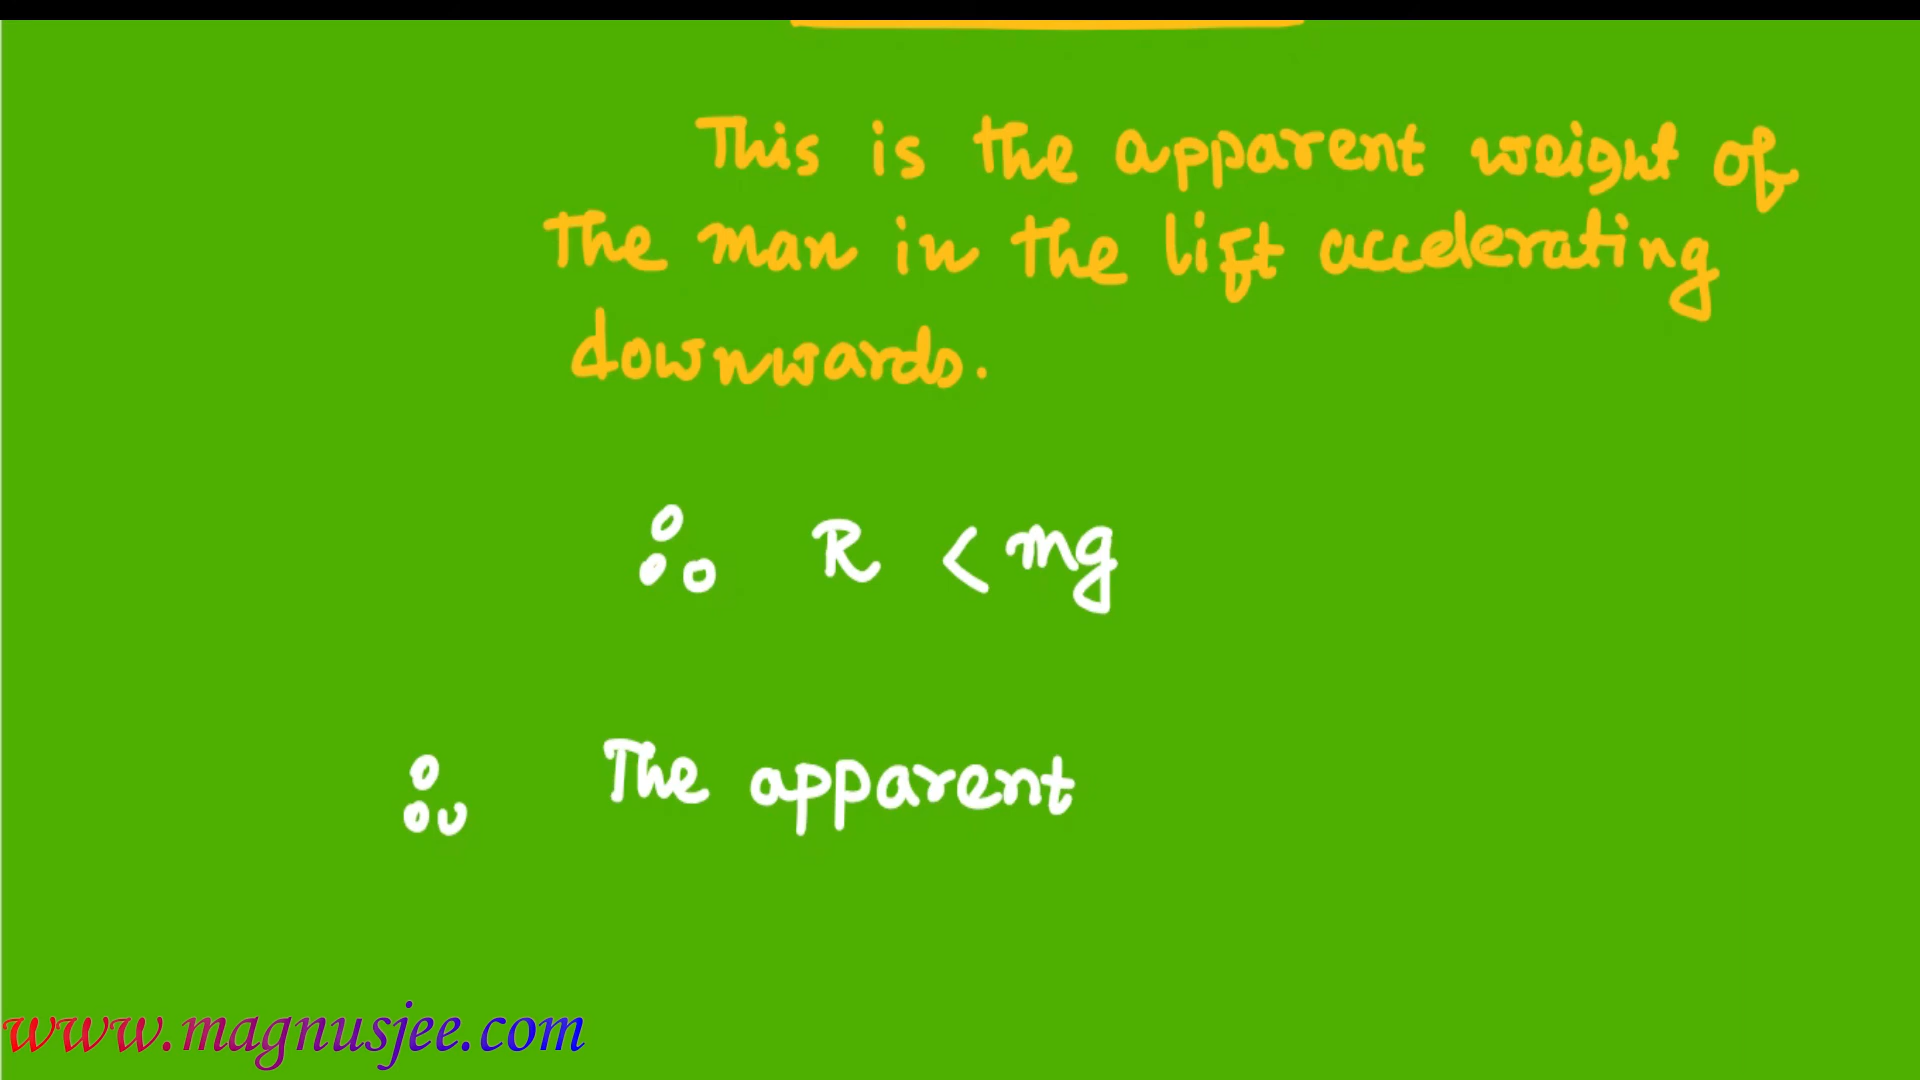 This is the apparent weight of
the man in the lift accelerating
downwards.
∴ R < mg
∴ The apparent
www.magnusjee.com